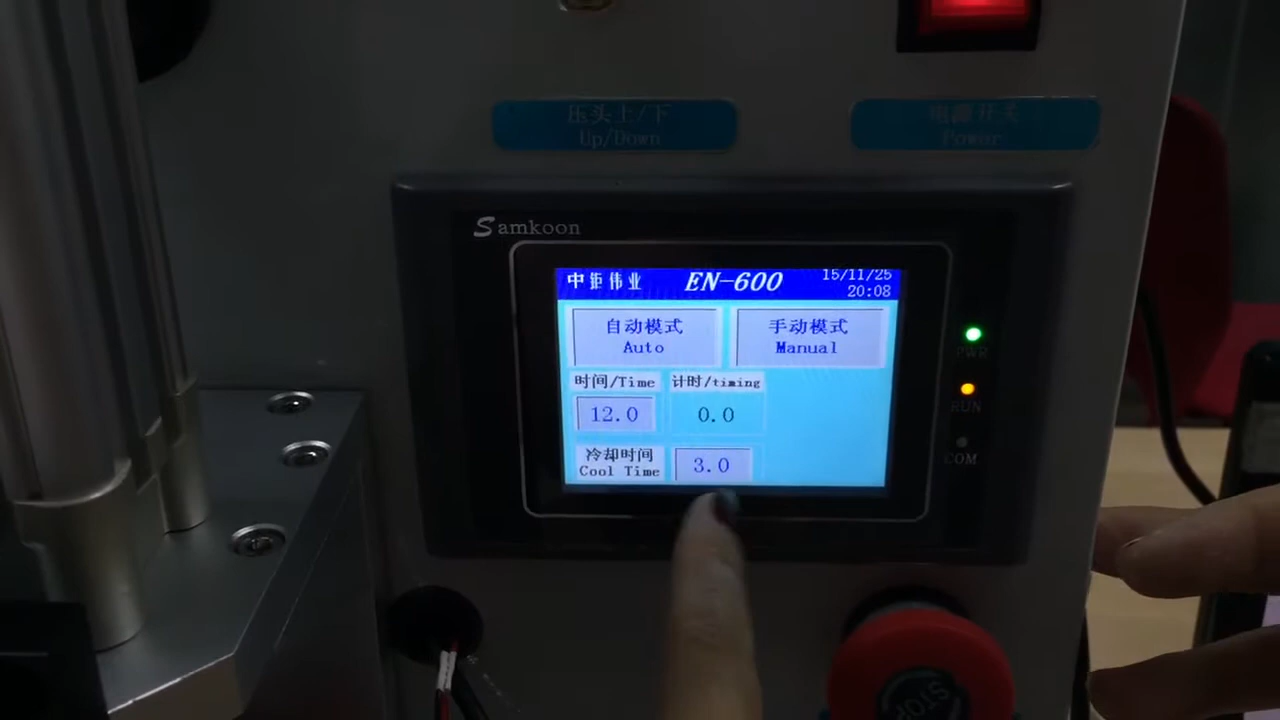 压头上/下
Up/Down
电源开关
Power
Samkoon
中钜伟业
EN-600
15/11/25
20:08
自动模式
Auto
手动模式
Manual
时间/Time
计时/timing
12.0
0.0
冷却时间
Cool Time
3.0
PWR
RUN
COM
STOP